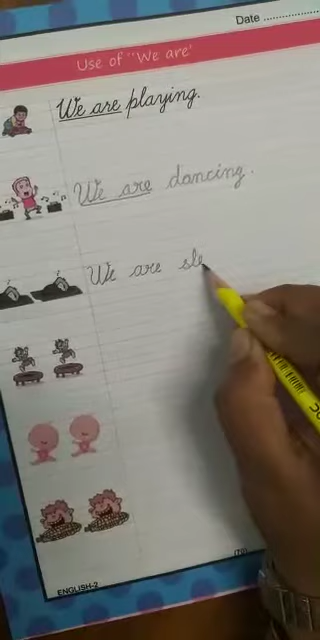 Date ..............
Use of "We are'
We are playing.
We are dancing.
We are sle
ENGLISH-2